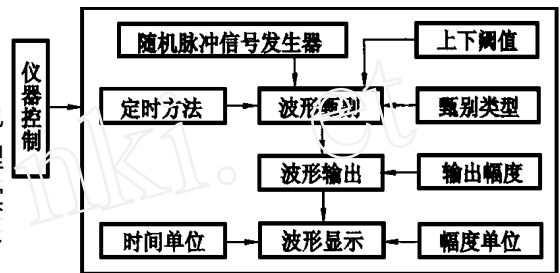 仪器控制
随机脉冲信号发生器
上下阈值
定时方法
波形甄别
甄别类型
波形输出
输出幅度
时间单位
波形显示
幅度单位